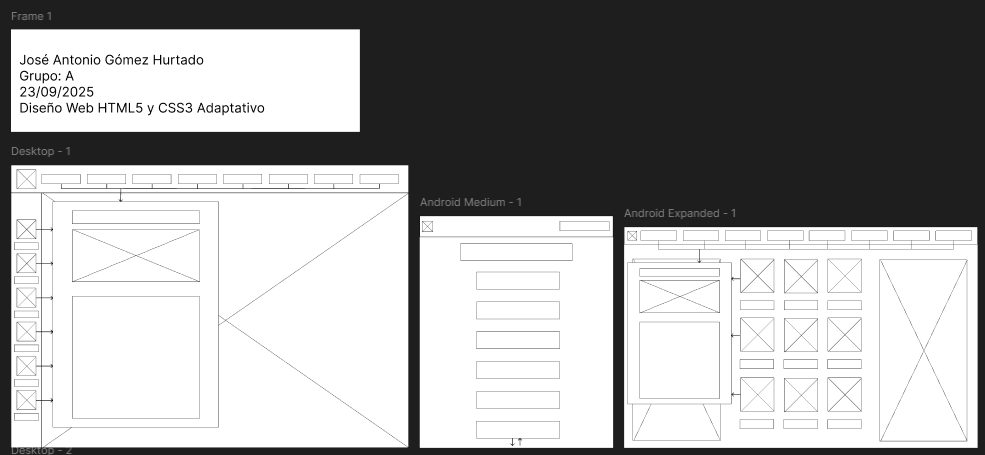 Frame 1
José Antonio Gómez Hurtado
Grupo: A
23/09/2025
Diseño Web HTML5 y CSS3 Adaptativo
Desktop - 1
Android Medium - 1
Android Expanded - 1
Desktop - 2